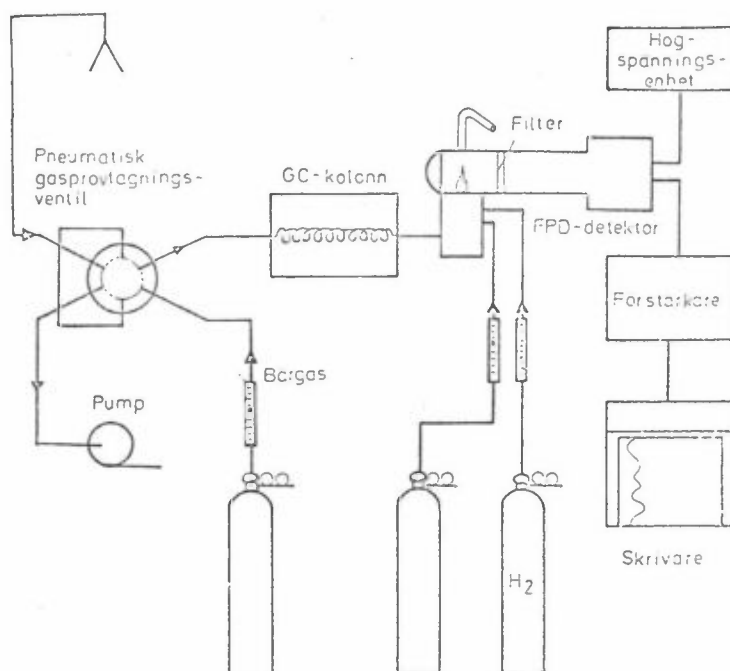 Hög-
spännings-
enhet
Filter
Pneumatisk
gasprovtagnings-
ventil
GC-kolonn
FPD-detektor
Förstärkare
Bärgas
Pump
H2
Skrivare